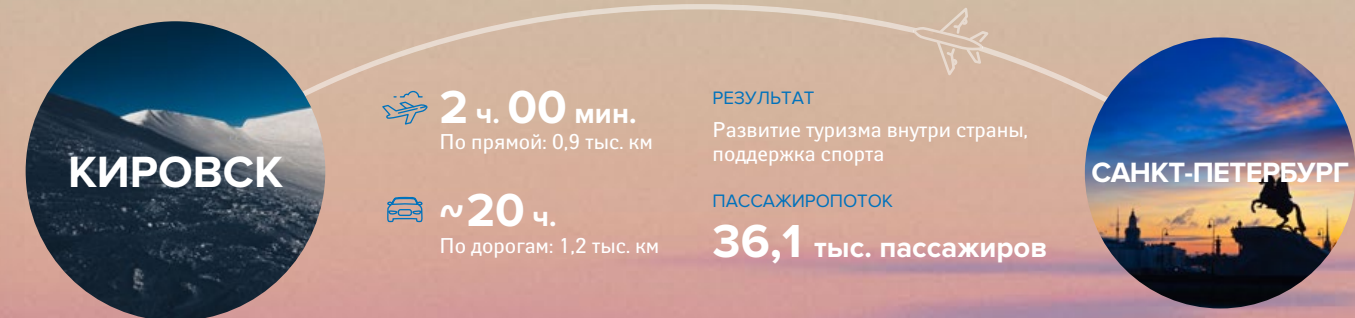 КИРОВСК
2 ч. 00 мин.
По прямой: 0,9 тыс. км
~20 ч.
По дорогам: 1,2 тыс. км
РЕЗУЛЬТАТ
Развитие туризма внутри страны,
поддержка спорта
ПАССАЖИРОПОТОК
36,1 тыс. пассажиров
САНКТ-ПЕТЕРБУРГ